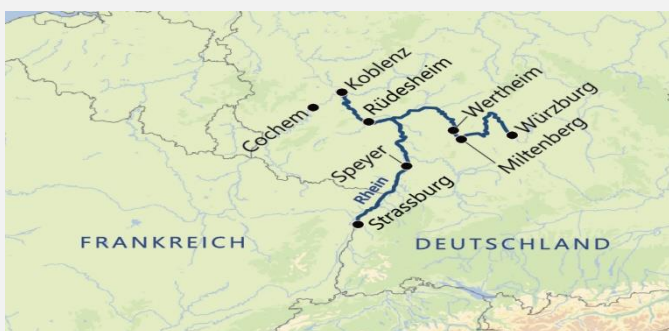 Koblenz
Rüdesheim
Cochem
Wertheim
Würzburg
Miltenberg
Speyer
Rhein
Strassburg
FRANKREICH
DEUTSCHLAND